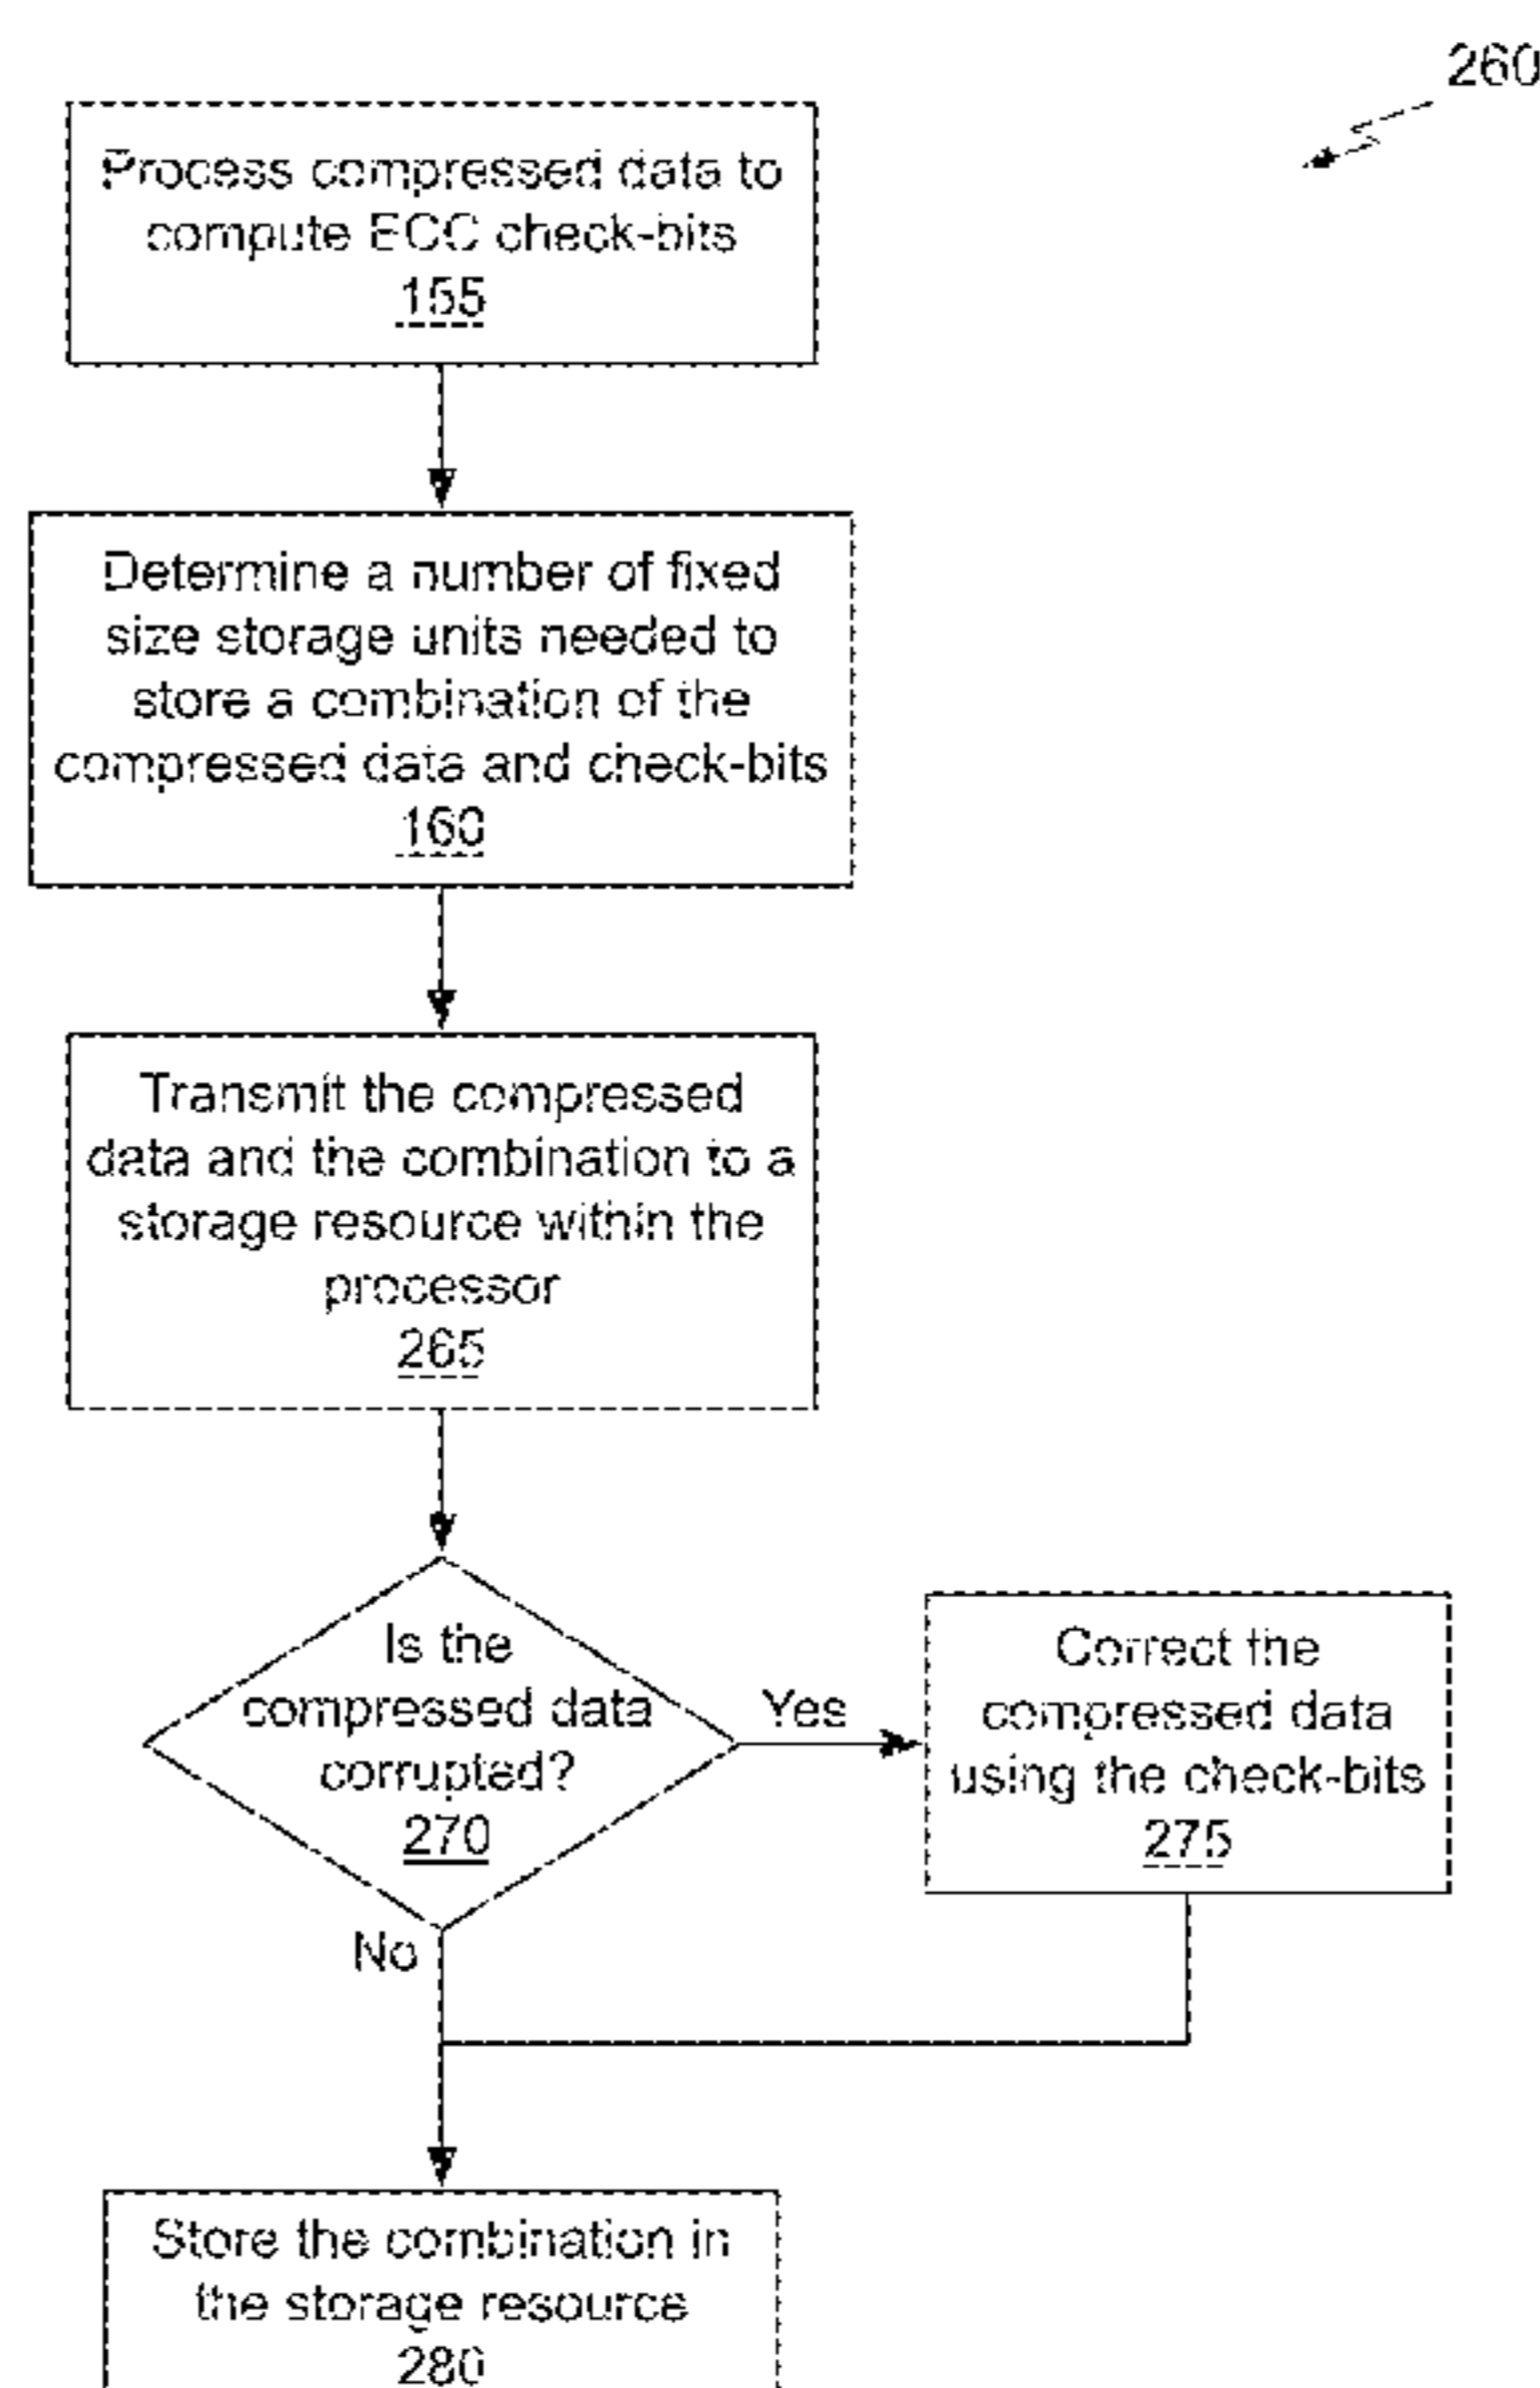 260
Process compressed data to
compute ECC check-bits
155
Determine a number of fixed
size storage units needed to
store a combination of the
compressed data and check-bits
160
Transmit the compressed
data and the combination to a
storage resource within the
processor
265
Is the
compressed data
corrupted?
270
Yes
Correct the
compressed data
using the check-bits
275
No
Store the combination in
the storage resource
280